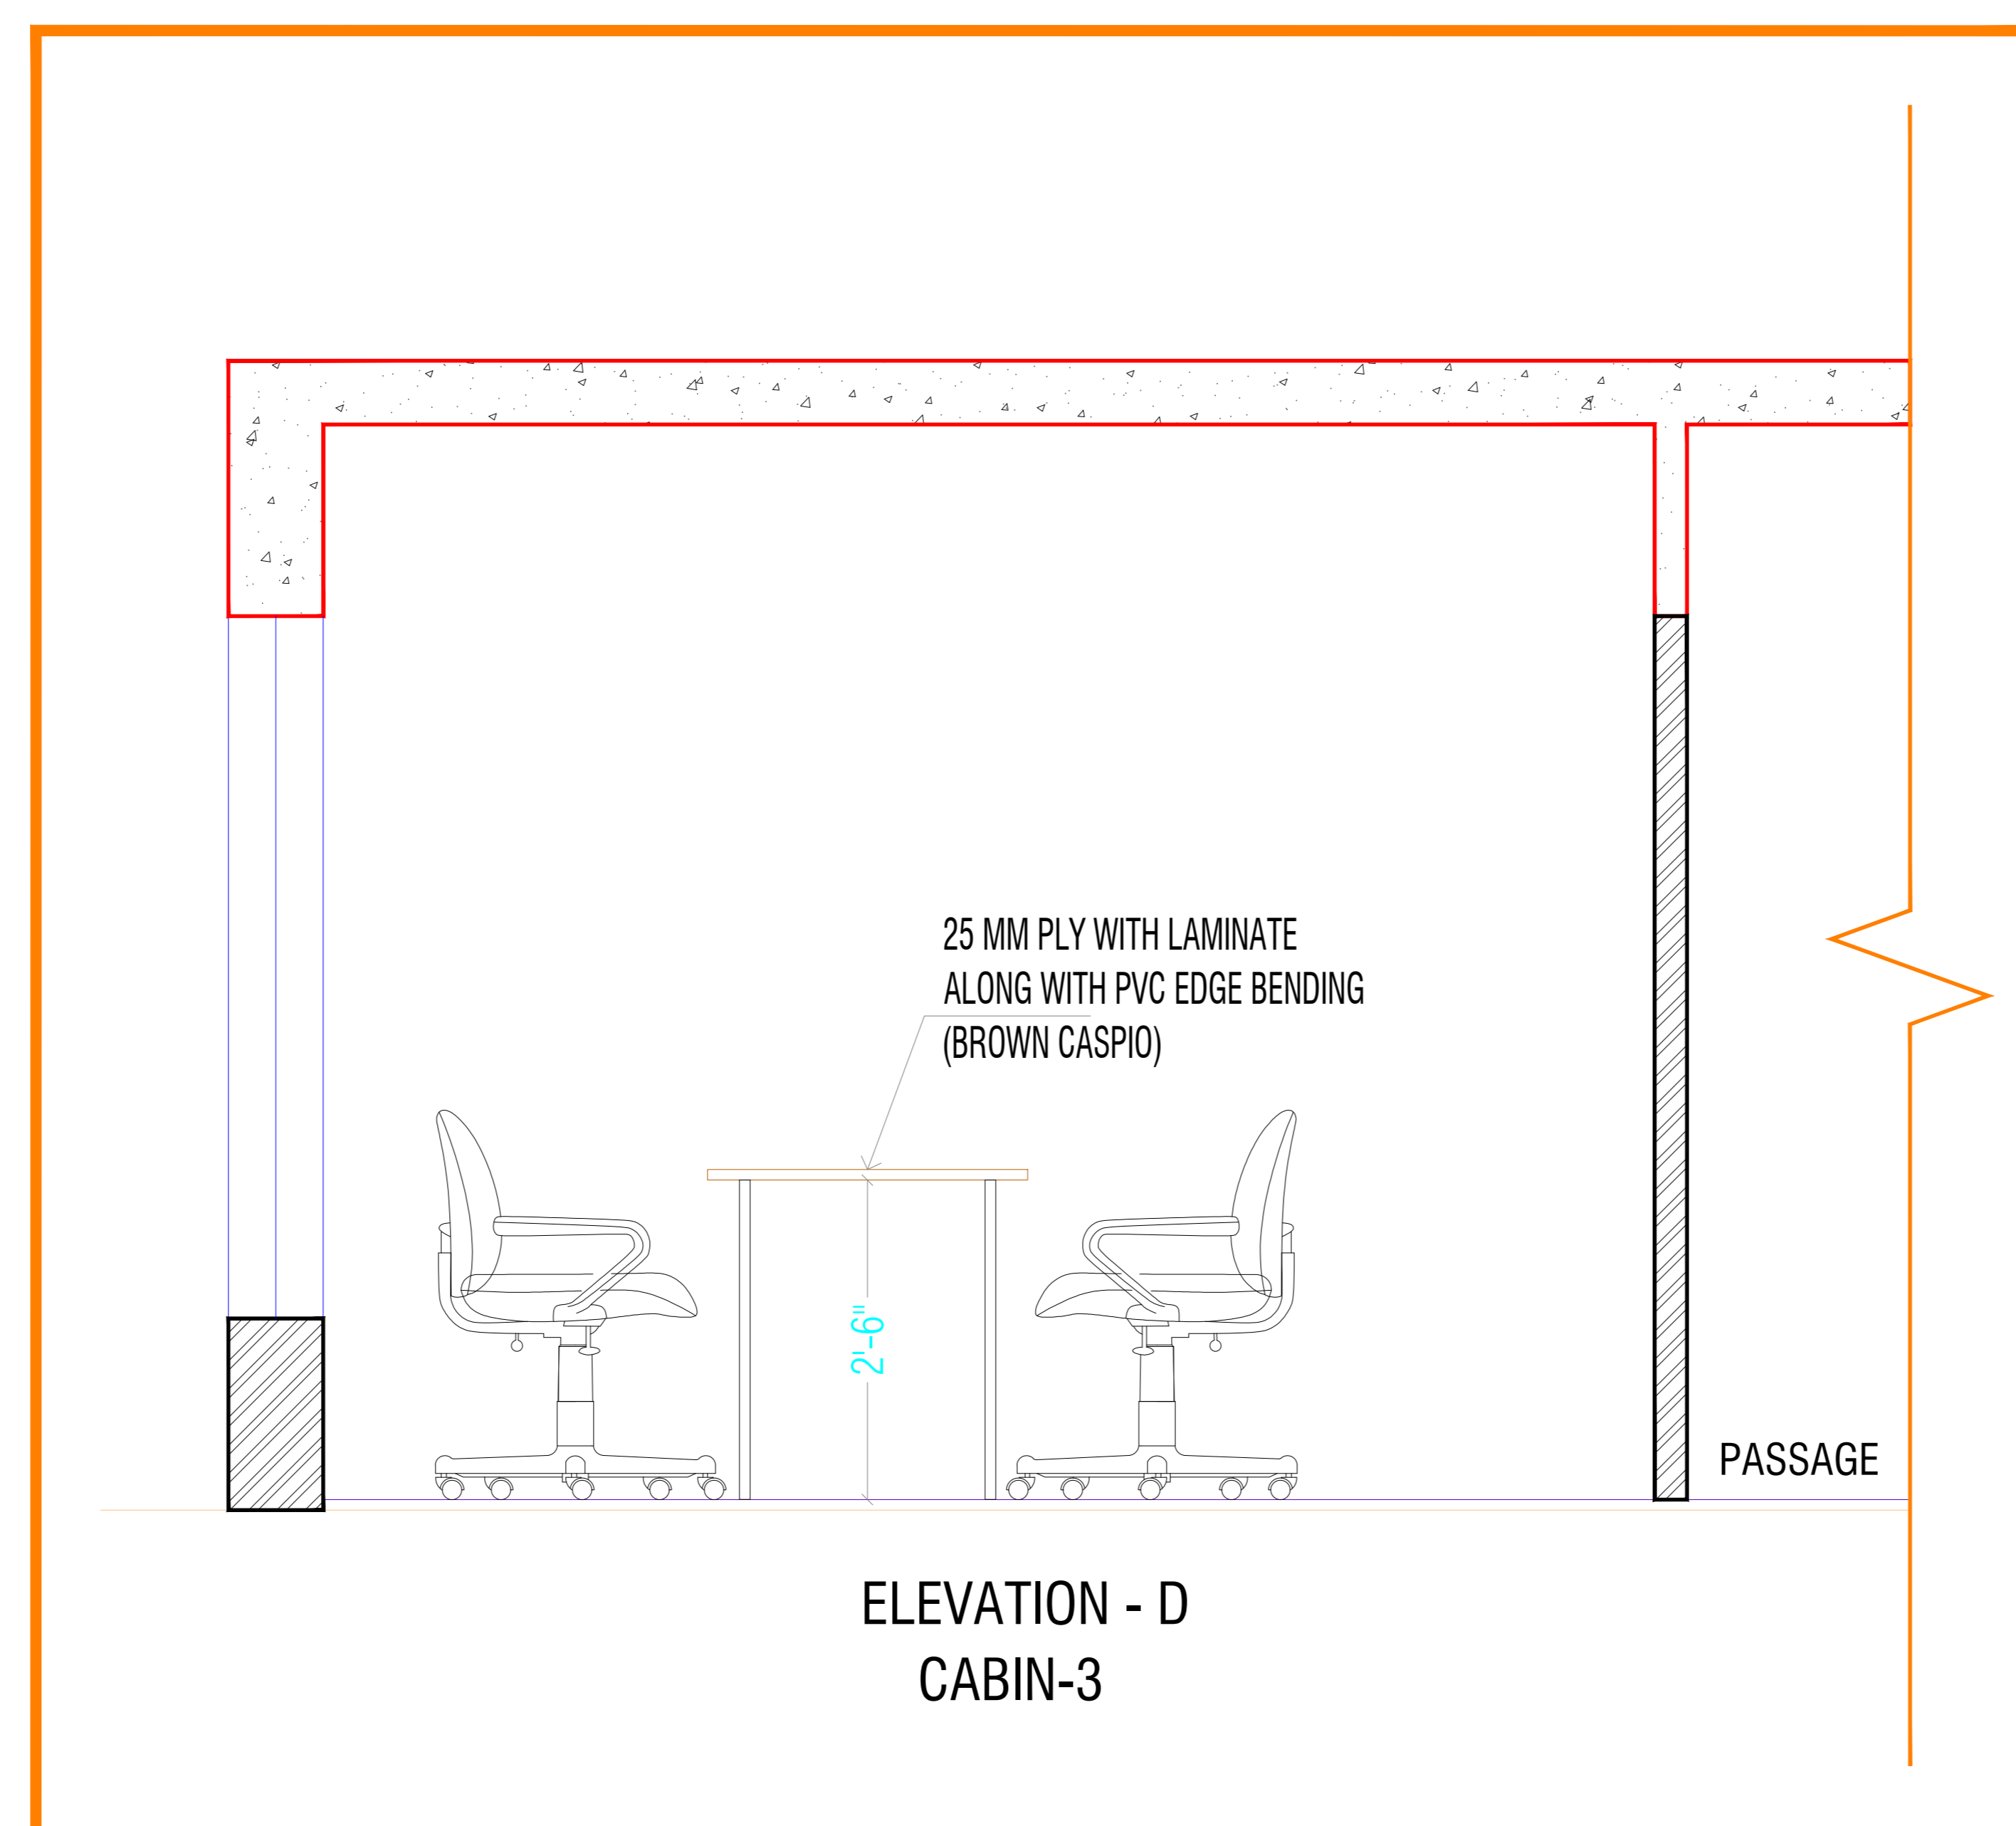 25 MM PLY WITH LAMINATE
ALONG WITH PVC EDGE BENDING
(BROWN CASPIO)
2'-6"
PASSAGE
ELEVATION - D
CABIN-3